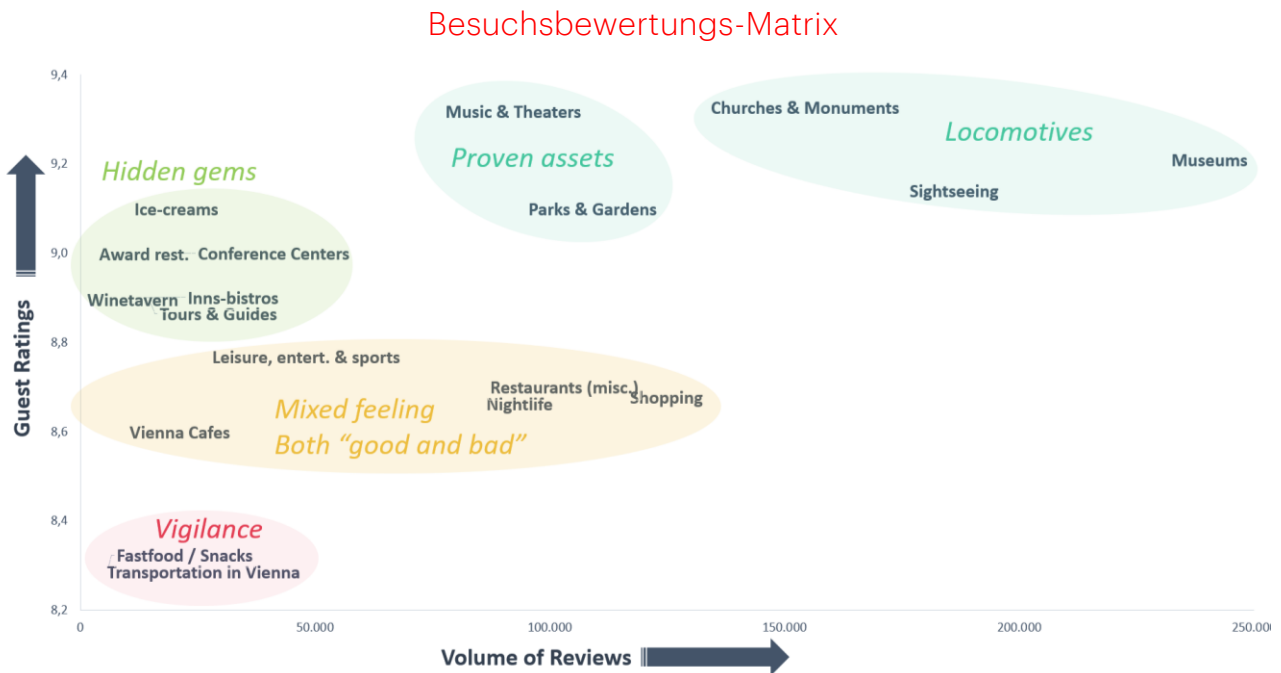 Besuchsbewertungs-Matrix
9,4
Music & Theaters
Churches & Monuments
Locomotives
Proven assets
Museums
9,2
Hidden gems
Sightseeing
Ice-creams
Parks & Gardens
9,0
Award rest.
Conference Centers
Winetavern
Inns-bistros
Tours & Guides
8,8
Guest Ratings
Leisure, entert. & sports
Restaurants (misc.)
Shopping
Nightlife
Mixed feeling
Both “good and bad”
8,6
Vienna Cafes
8,4
Vigilance
Fastfood / Snacks
Transportation in Vienna
8,2
0
50.000
100.000
150.000
200.000
250.000
Volume of Reviews